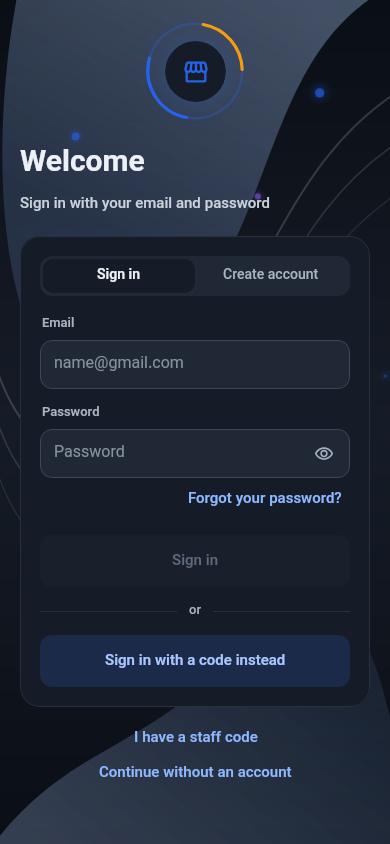 Welcome
Sign in with your email and password
Sign in
Create account
Email
name@gmail.com
Password
Password
Forgot your password?
Sign in
or
Sign in with a code instead
I have a staff code
Continue without an account